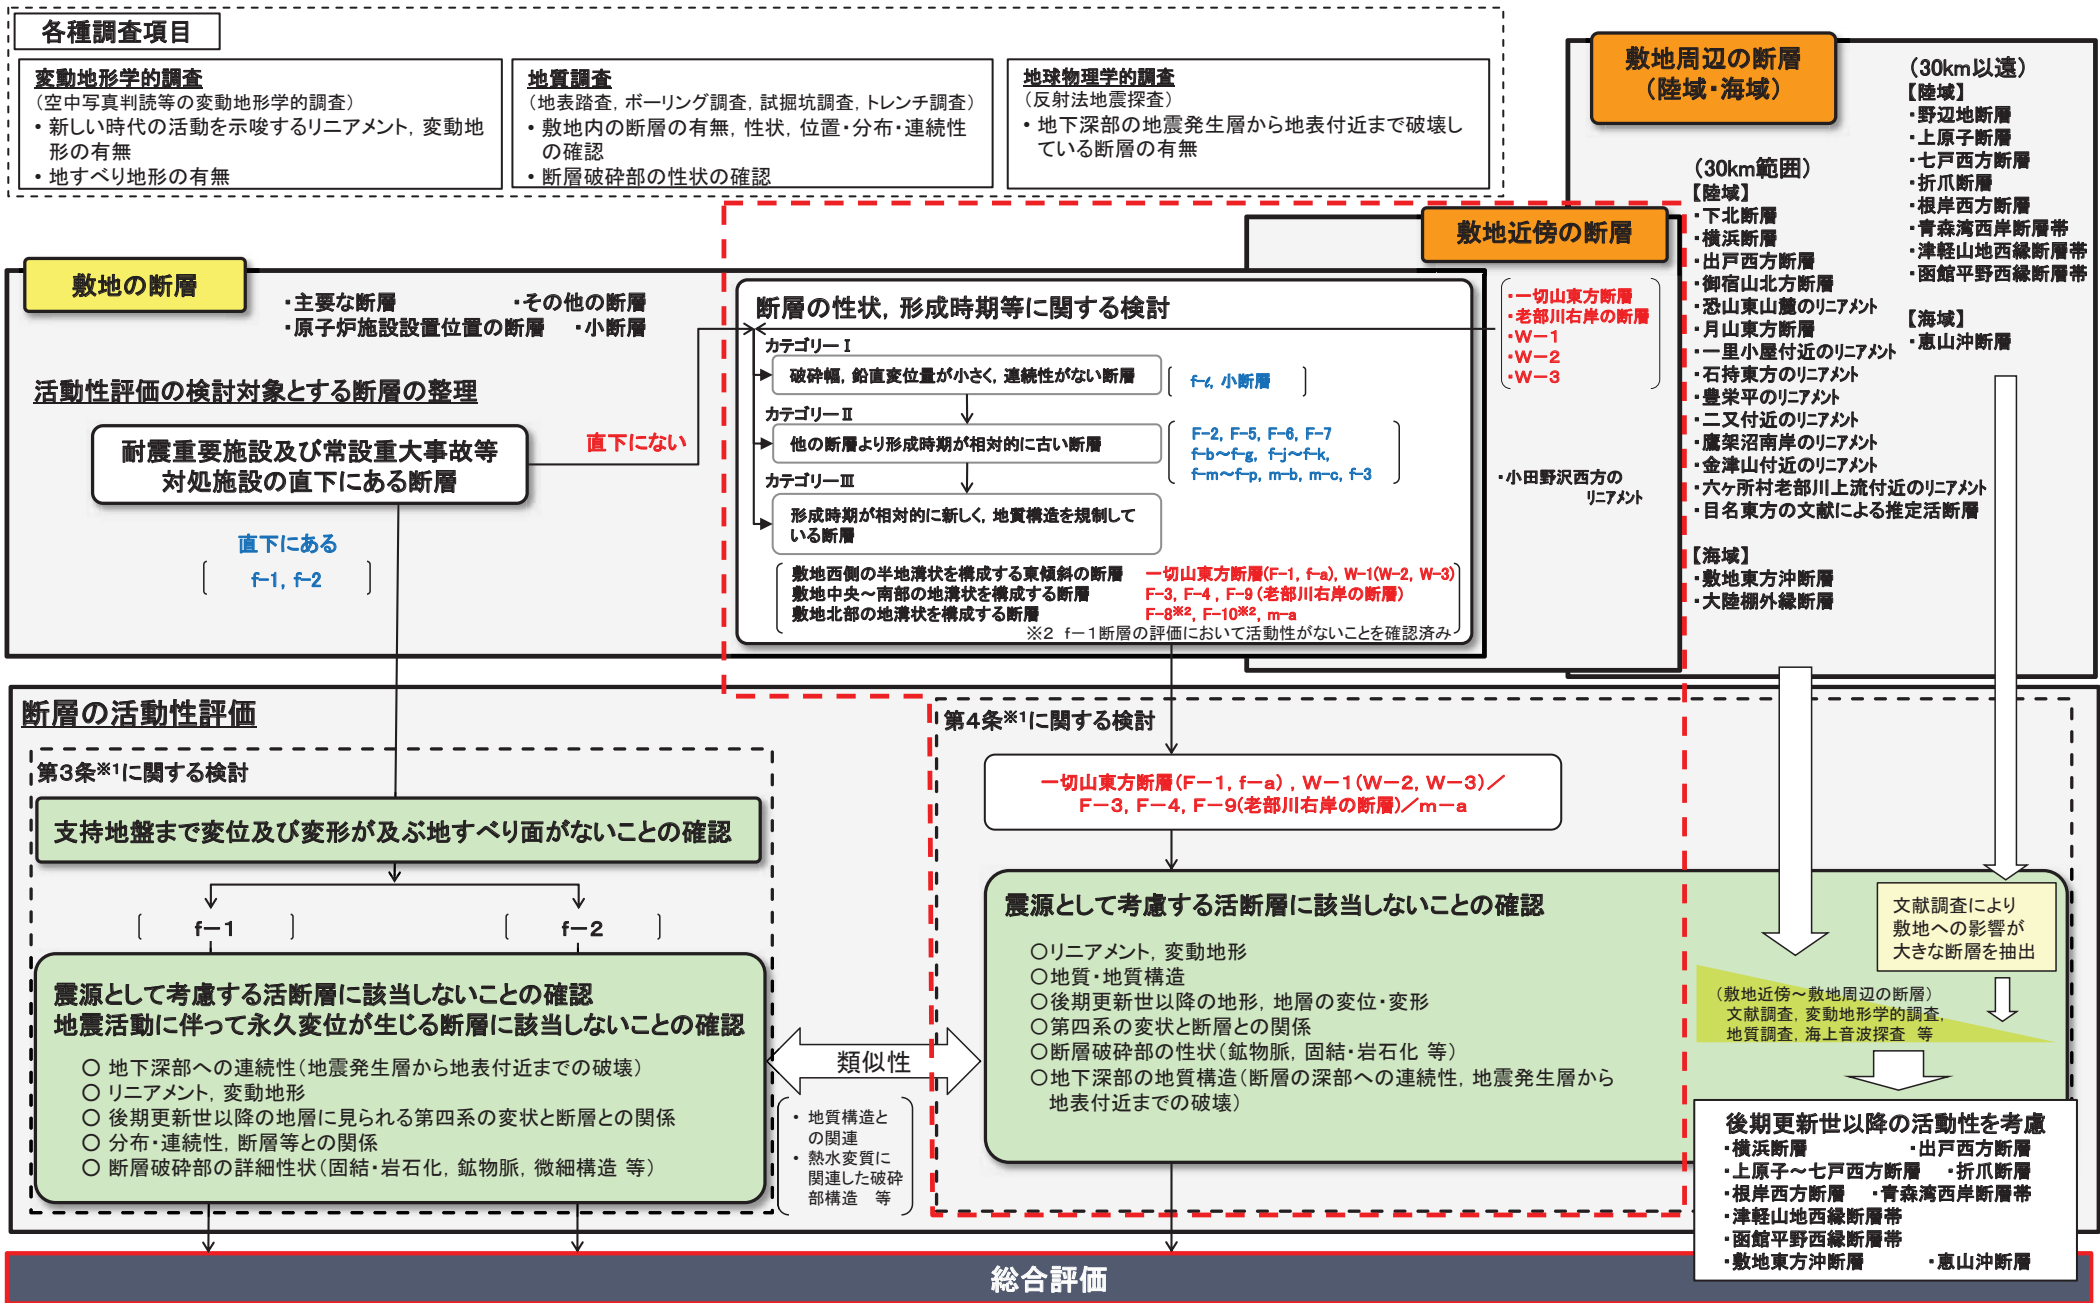 各種調査項目
変動地形学的調査
（空中写真判読等の変動地形学的調査）
・新しい時代の活動を示唆するリニアメント，変動地
形の有無
・地すべり地形の有無
地質調査
（地表踏査，ボーリング調査，試掘坑調査，トレンチ調査）
・敷地内の断層の有無，性状，位置・分布・連続性
の確認
・断層破砕部の性状の確認
地球物理学的調査
（反射法地震探査）
・地下深部の地震発生層から地表付近まで破壊し
ている断層の有無
敷地周辺の断層
（陸域・海域）
（30km以遠）
【陸域】
・野辺地断層
・上原子断層
・七戸西方断層
・折爪断層
・根岸西方断層
・青森湾西岸断層帯
・津軽山地西縁断層帯
・函館平野西縁断層帯
【海域】
・恵山沖断層
（30km範囲）
【陸域】
・下北断層
・横浜断層
・出戸西方断層
・御宿山北方断層
・恐山東山麓のリニアメント
・月山東方断層
・一里小屋付近のリニアメント
・石持東方のリニアメント
・豊栄平のリニアメント
・二又付近のリニアメント
・鷹架沼南岸のリニアメント
・金津山付近のリニアメント
・六ヶ所村老部川上流付近のリニアメント
・目名東方の文献による推定活断層
【海域】
・敷地東方沖断層
・大陸棚外縁断層
敷地近傍の断層
・一切山東方断層
・老部川右岸の断層
・W－1
・W－2
・W－3
・小田野沢西方の
リニアメント
敷地の断層
・主要な断層　・その他の断層
・原子炉施設設置位置の断層　・小断層
活動性評価の検討対象とする断層の整理
耐震重要施設及び常設重大事故等
対処施設の直下にある断層
直下にない
直下にある
f-1, f-2
断層の性状，形成時期等に関する検討
カテゴリーⅠ
破砕幅，鉛直変位量が小さく，連続性がない断層
f-ℓ, 小断層
カテゴリーⅡ
他の断層より形成時期が相対的に古い断層
F-2, F-5, F-6, F-7
f-b～f-g, f-j～f-k,
f-m～f-p, m-b, m-c, f-3
カテゴリーⅢ
形成時期が相対的に新しく，地質構造を規制して
いる断層
敷地西側の半地溝状を構成する東傾斜の断層　一切山東方断層(F-1, f-a), W-1(W-2, W-3)
敷地中央～南部の地溝状を構成する断層　F-3, F-4 , F-9 (老部川右岸の断層)
敷地北部の地溝状を構成する断層　F-8※2, F-10※2, m-a
※2 f－1断層の評価において活動性がないことを確認済み
断層の活動性評価
第3条※1に関する検討
支持地盤まで変位及び変形が及ぶ地すべり面がないことの確認
f－1
f－2
震源として考慮する活断層に該当しないことの確認
地震活動に伴って永久変位が生じる断層に該当しないことの確認
○ 地下深部への連続性（地震発生層から地表付近までの破壊）
○ リニアメント，変動地形
○ 後期更新世以降の地層に見られる第四系の変状と断層との関係
○ 分布・連続性，断層等との関係
○ 断層破砕部の詳細性状（固結・岩石化，鉱物脈，微細構造 等）
類似性
・地質構造と
の関連
・熱水変質に
関連した破砕
部構造　等
第4条※1に関する検討
一切山東方断層(F－1, f－a) , W－1(W－2, W－3)／
F－3, F－4, F－9(老部川右岸の断層)／m－a
震源として考慮する活断層に該当しないことの確認
○リニアメント，変動地形
○地質・地質構造
○後期更新世以降の地形，地層の変位・変形
○第四系の変状と断層との関係
○断層破砕部の性状（鉱物脈，固結・岩石化 等）
○地下深部の地質構造（断層の深部への連続性，地震発生層から
地表付近までの破壊）
文献調査により
敷地への影響が
大きな断層を抽出
（敷地近傍～敷地周辺の断層）
文献調査，変動地形学的調査，
地質調査，海上音波探査 等
後期更新世以降の活動性を考慮
・横浜断層　・出戸西方断層
・上原子～七戸西方断層　・折爪断層
・根岸西方断層　・青森湾西岸断層帯
・津軽山地西縁断層帯
・函館平野西縁断層帯
・敷地東方沖断層　・恵山沖断層
総合評価